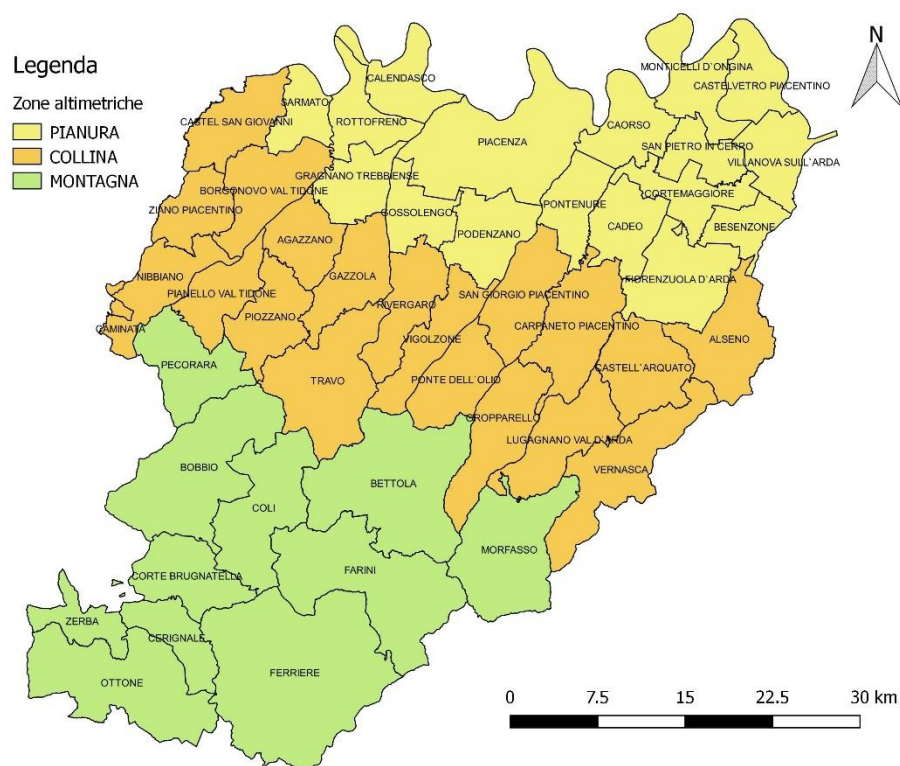 Legenda
Zone altimetriche
PIANURA
COLLINA
MONTAGNA
N
MONTICELLI D`ONGINA
CALENDASCO
CASTELVETRO PIACENTINO
SARMATO
CASTEL SAN GIOVANNI
ROTTOFRENO
CAORSO
PIACENZA
SAN PIETRO IN CERRO
VILLANOVA SULL`ARDA
GRAGNANO TREBBIENSE
BORGONOVO VAL TIDONE
CORTEMAGGIORE
ZIANO PIACENTINO
GOSSOLENGO
PONTENURE
CADEO
BESENZONE
PODENZANO
AGAZZANO
NIBBIANO
GAZZOLA
FIORENZUOLA D`ARDA
PIANELLO VAL TIDONE
SAN GIORGIO PIACENTINO
RIVERGARO
PIOZZANO
CAMINATA
CARPANETO PIACENTINO
VIGOLZONE
ALSENO
PECORARA
CASTELL`ARQUATO
TRAVO
PONTE DELL`OLIO
GROPPARELLO
LUGAGNANO VAL D`ARDA
BOBBIO
VERNASCA
BETTOLA
COLI
MORFASSO
CORTE BRUGNATELLA
FARINI
ZERBA
CERIGNALE
FERRIERE
OTTONE
0 7.5 15 22.5 30 km